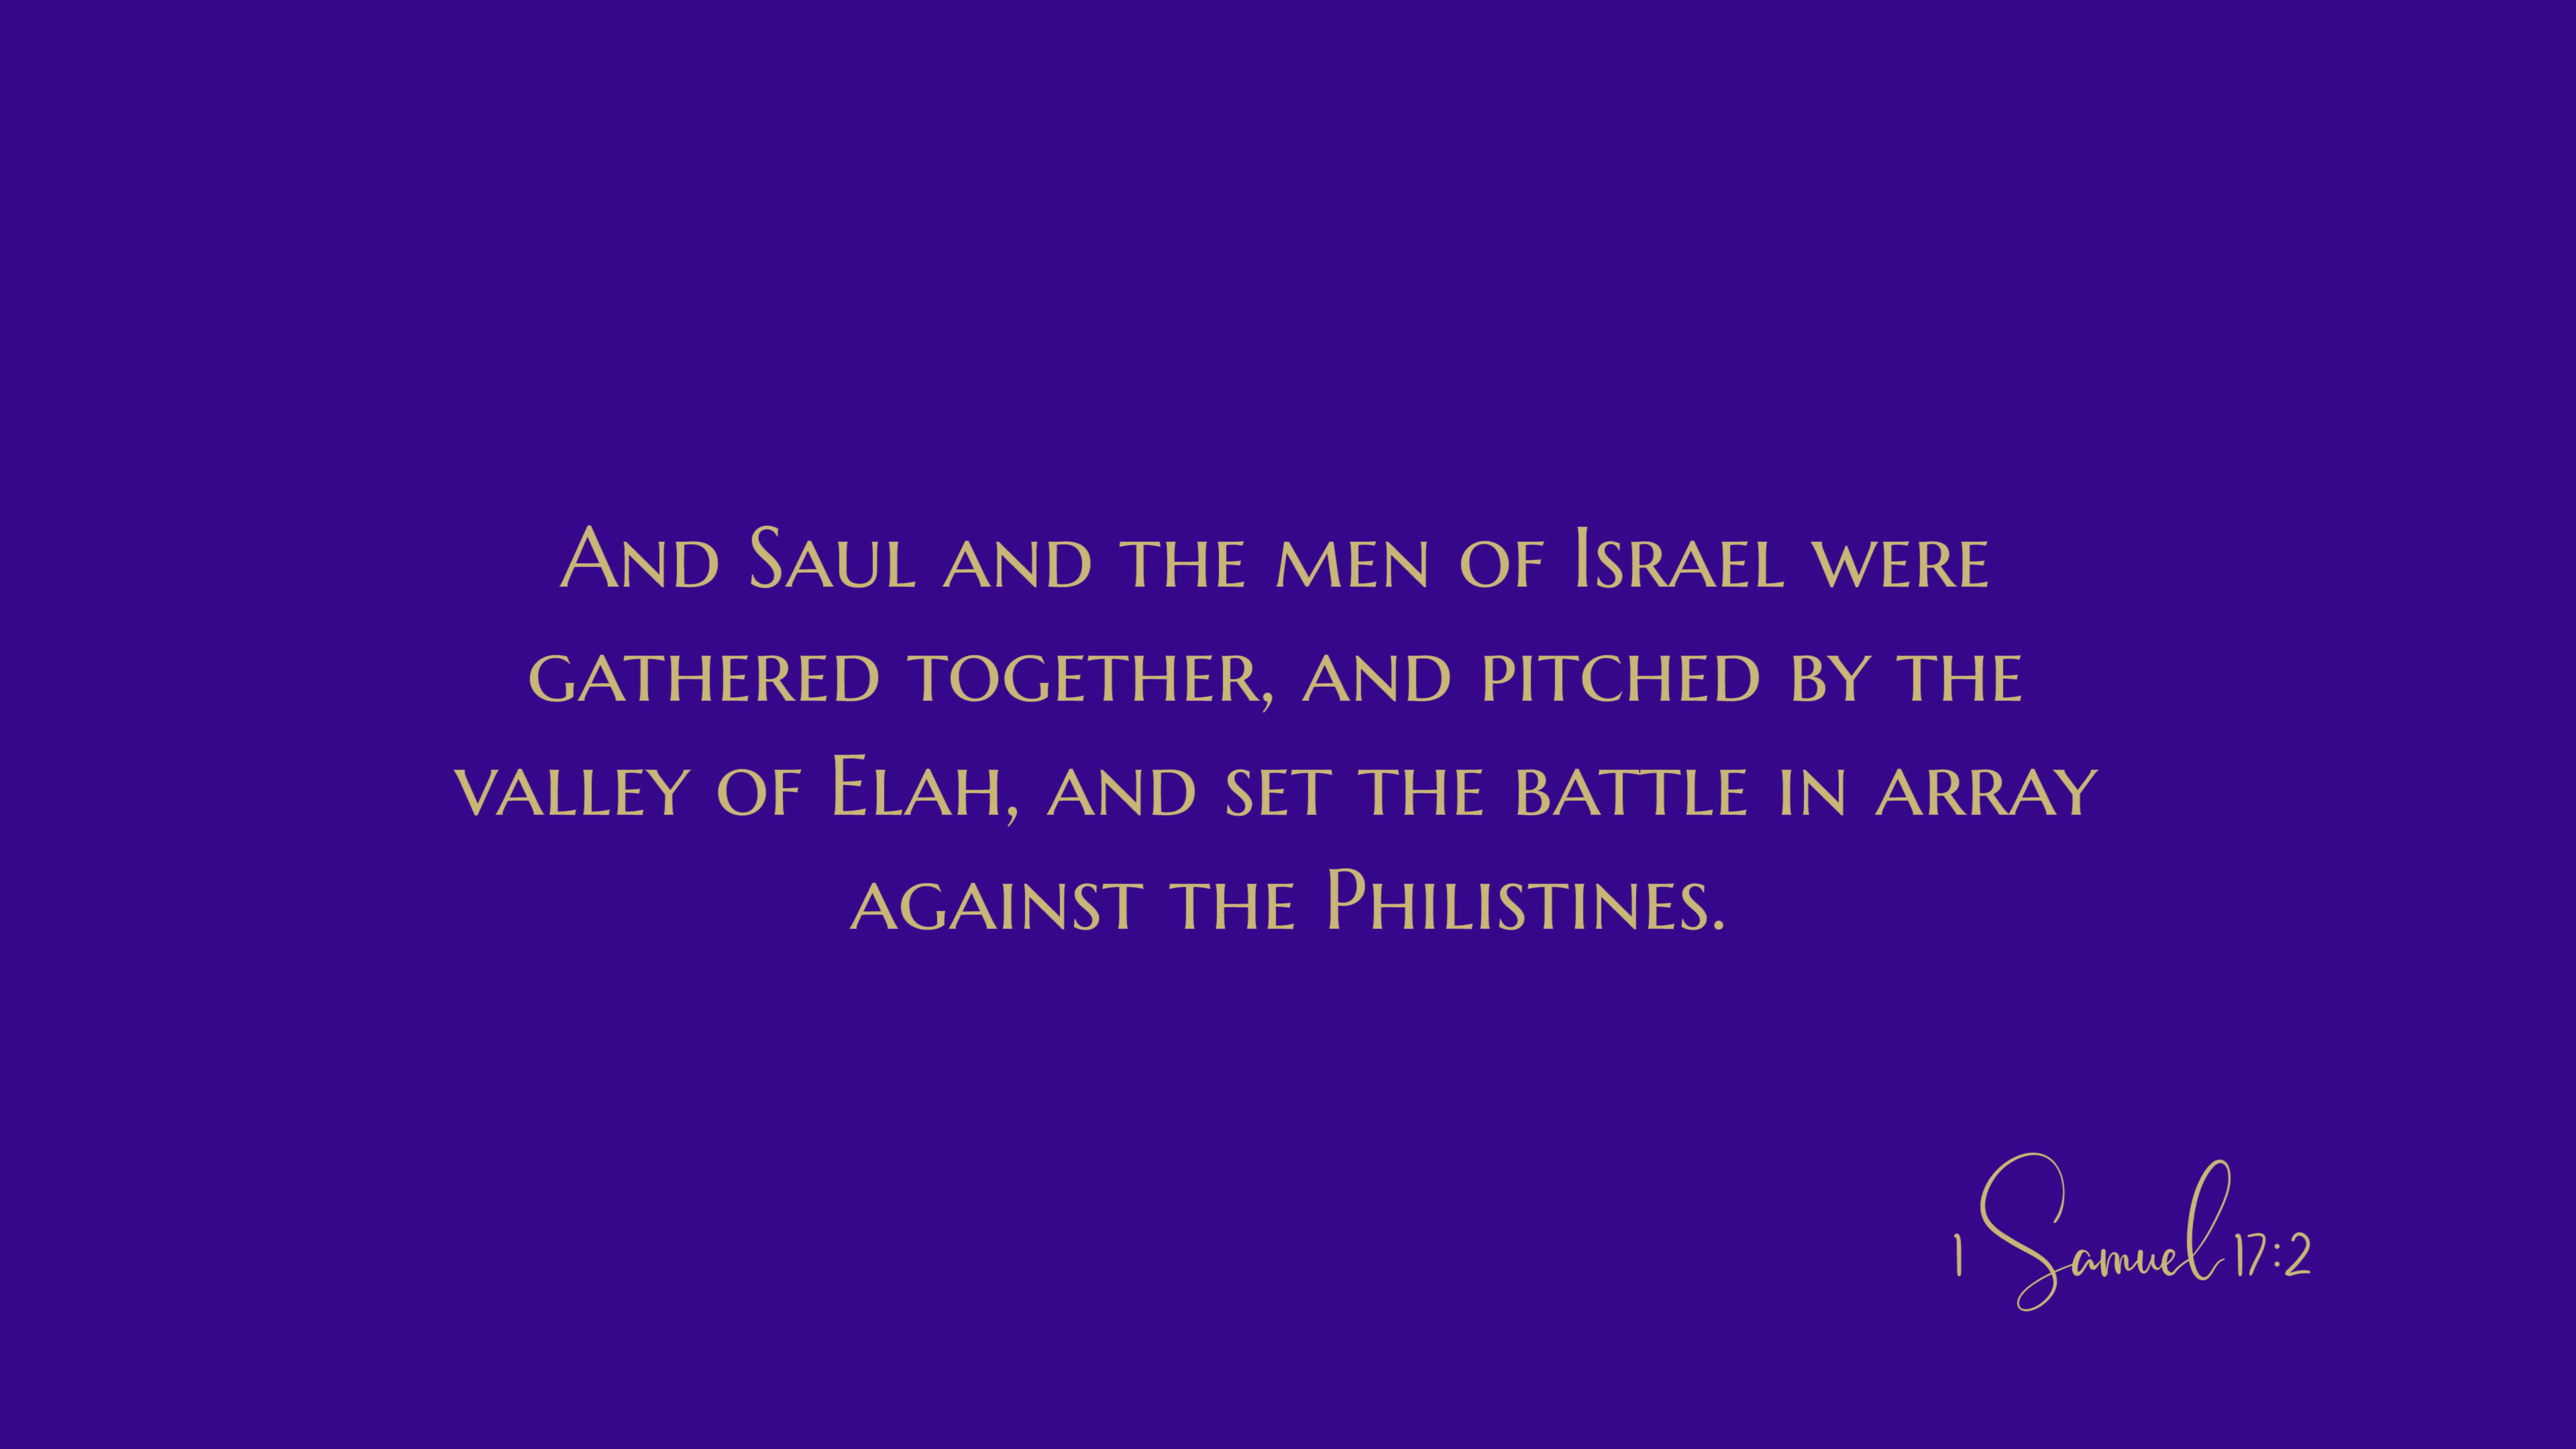 And Saul and the men of Israel were
gathered together, and pitched by the
valley of Elah, and set the battle in array
against the Philistines.
1 Samuel 17:2